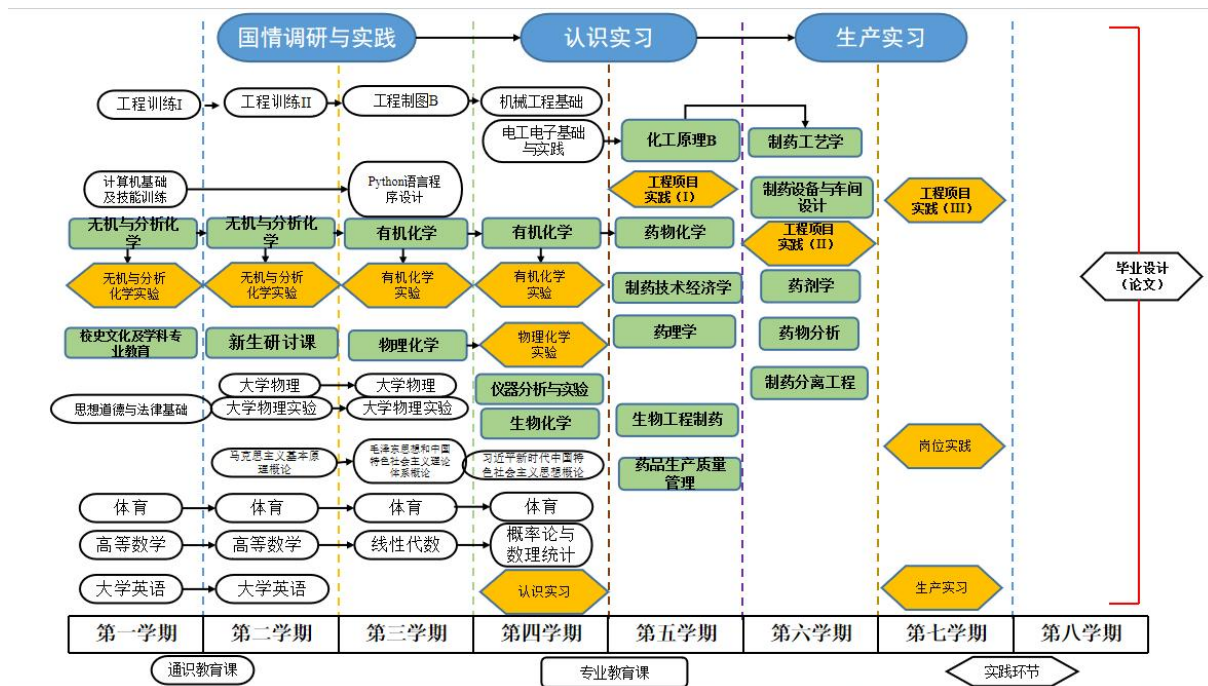 国情调研与实践
认识实习
生产实习
工程训练I
工程训练II
工程制图B
机械工程基础
电工电子基础
与实践
化工原理B
制药工艺学
计算机基础
及技能训练
Python语言程
序设计
工程项目
实践（I）
制药设备与车间
设计
工程项目
实践（III）
无机与分析化
学
无机与分析化
学
有机化学
有机化学
药物化学
工程项目
实践（II）
无机与分析
化学实验
无机与分析
化学实验
有机化学
实验
有机化学
实验
制药技术经济学
药剂学
毕业设计
（论文）
校史文化及学科专
业教育
新生研讨课
物理化学
物理化学
实验
药理学
药物分析
大学物理
大学物理
仪器分析与实验
制药分离工程
思想道德与法律基础
大学物理实验
大学物理实验
生物化学
生物工程制药
马克思主义基本原
理概论
毛泽东思想和中国
特色社会主义理论
体系概论
习近平新时代中国特
色社会主义思想概论
药品生产质量
管理
岗位实践
体育
体育
体育
体育
高等数学
高等数学
线性代数
概率论与
数理统计
大学英语
大学英语
认识实习
生产实习
第一学期
第二学期
第三学期
第四学期
第五学期
第六学期
第七学期
第八学期
通识教育课
专业教育课
实践环节